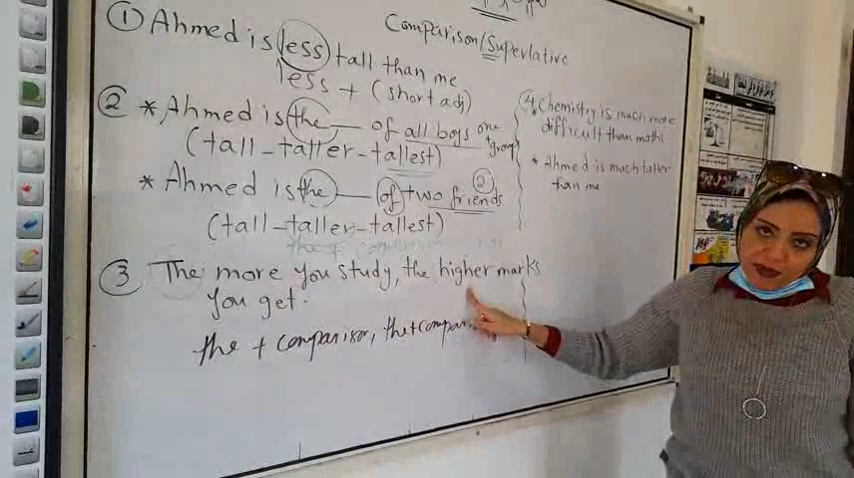 Comparison/Superlative
① Ahmed is less tall than me
less + (short adj)
② * Ahmed is the ___ of all boys one group
(tall - taller - tallest)
* Ahmed is the ___ of two friends ②
(tall - taller - tallest)
③ The more you study, the higher marks
you get.
the + comparison, the + compari
4. Chemistry is much more
difficult than maths
* Ahmed is much taller
than me